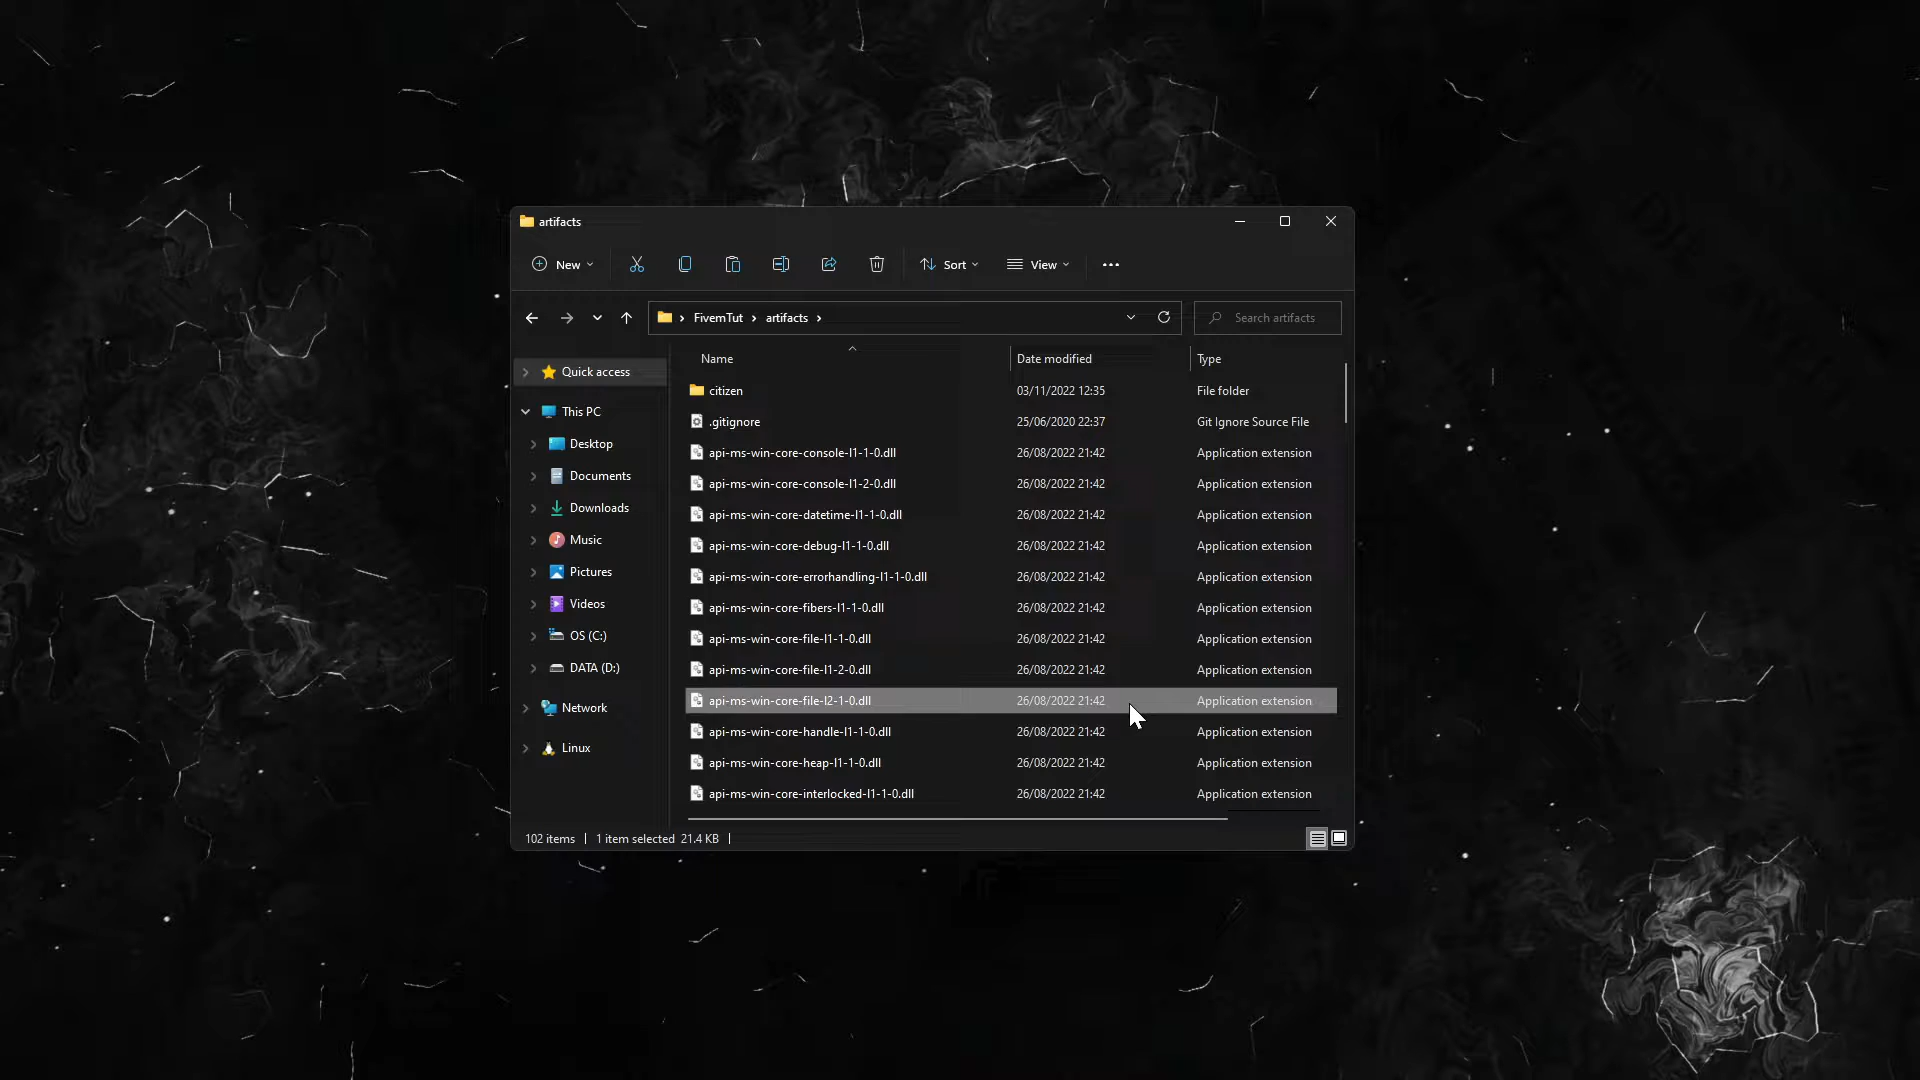 artifacts
New
Sort
View
FivemTut
artifacts
Search artifacts
Name Date modified Type
Quick access
This PC
Desktop
Documents
Downloads
Music
Pictures
Videos
OS (C:)
DATA (D:)
Network
Linux
citizen 03/11/2022 12:35 File folder
.gitignore 25/06/2020 22:37 Git Ignore Source File
api-ms-win-core-console-l1-1-0.dll 26/08/2022 21:42 Application extension
api-ms-win-core-console-l1-2-0.dll 26/08/2022 21:42 Application extension
api-ms-win-core-datetime-l1-1-0.dll 26/08/2022 21:42 Application extension
api-ms-win-core-debug-l1-1-0.dll 26/08/2022 21:42 Application extension
api-ms-win-core-errorhandling-l1-1-0.dll 26/08/2022 21:42 Application extension
api-ms-win-core-fibers-l1-1-0.dll 26/08/2022 21:42 Application extension
api-ms-win-core-file-l1-1-0.dll 26/08/2022 21:42 Application extension
api-ms-win-core-file-l1-2-0.dll 26/08/2022 21:42 Application extension
api-ms-win-core-file-l2-1-0.dll 26/08/2022 21:42 Application extension
api-ms-win-core-handle-l1-1-0.dll 26/08/2022 21:42 Application extension
api-ms-win-core-heap-l1-1-0.dll 26/08/2022 21:42 Application extension
api-ms-win-core-interlocked-l1-1-0.dll 26/08/2022 21:42 Application extension
102 items 1 item selected 21.4 KB